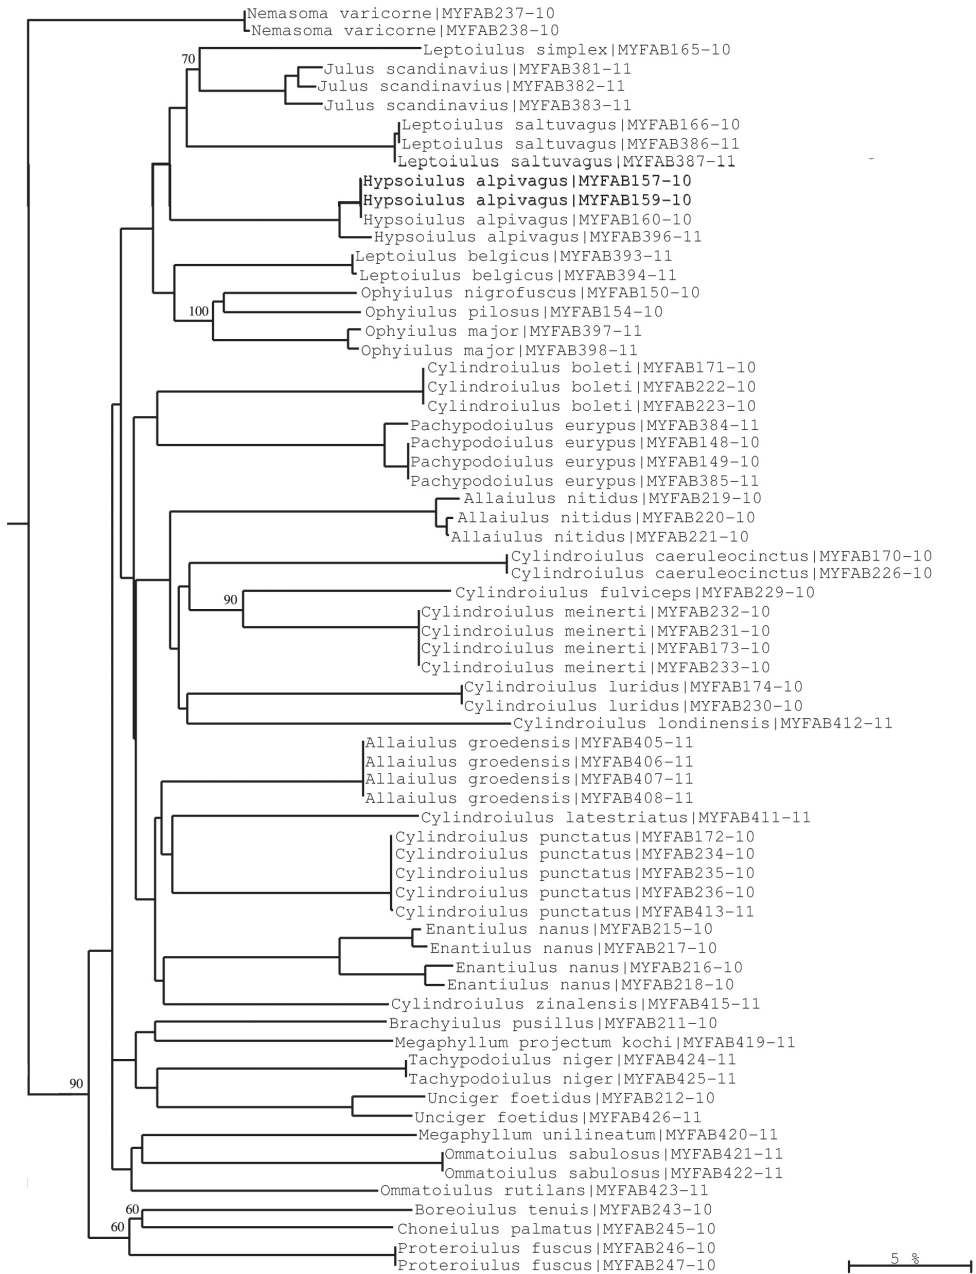 Nemasoma varicorne|MYFAB237-10
Nemasoma varicorne|MYFAB238-10
Leptoiulus simplex|MYFAB165-10
70
Julus scandinavius|MYFAB381-11
Julus scandinavius|MYFAB382-11
Julus scandinavius|MYFAB383-11
Leptoiulus saltuvagus|MYFAB166-10
Leptoiulus saltuvagus|MYFAB386-11
Leptoiulus saltuvagus|MYFAB387-11
Hypsoiulus alpivagus|MYFAB157-10
Hypsoiulus alpivagus|MYFAB159-10
Hypsoiulus alpivagus|MYFAB160-10
Hypsoiulus alpivagus|MYFAB396-11
Leptoiulus belgicus|MYFAB393-11
Leptoiulus belgicus|MYFAB394-11
Ophyiulus nigrofuscus|MYFAB150-10
100
Ophyiulus pilosus|MYFAB154-10
Ophyiulus major|MYFAB397-11
Ophyiulus major|MYFAB398-11
Cylindroiulus boleti|MYFAB171-10
Cylindroiulus boleti|MYFAB222-10
Cylindroiulus boleti|MYFAB223-10
Pachypodoiulus eurypus|MYFAB384-11
Pachypodoiulus eurypus|MYFAB148-10
Pachypodoiulus eurypus|MYFAB149-10
Pachypodoiulus eurypus|MYFAB385-11
Allaiulus nitidus|MYFAB219-10
Allaiulus nitidus|MYFAB220-10
Allaiulus nitidus|MYFAB221-10
Cylindroiulus caeruleocinctus|MYFAB170-10
Cylindroiulus caeruleocinctus|MYFAB226-10
Cylindroiulus fulviceps|MYFAB229-10
90
Cylindroiulus meinerti|MYFAB232-10
Cylindroiulus meinerti|MYFAB231-10
Cylindroiulus meinerti|MYFAB173-10
Cylindroiulus meinerti|MYFAB233-10
Cylindroiulus luridus|MYFAB174-10
Cylindroiulus luridus|MYFAB230-10
Cylindroiulus londinensis|MYFAB412-11
Allaiulus groedensis|MYFAB405-11
Allaiulus groedensis|MYFAB406-11
Allaiulus groedensis|MYFAB407-11
Allaiulus groedensis|MYFAB408-11
Cylindroiulus latestriatus|MYFAB411-11
Cylindroiulus punctatus|MYFAB172-10
Cylindroiulus punctatus|MYFAB234-10
Cylindroiulus punctatus|MYFAB235-10
Cylindroiulus punctatus|MYFAB236-10
Cylindroiulus punctatus|MYFAB413-11
Enantiulus nanus|MYFAB215-10
Enantiulus nanus|MYFAB217-10
Enantiulus nanus|MYFAB216-10
Enantiulus nanus|MYFAB218-10
Cylindroiulus zinalensis|MYFAB415-11
Brachyiulus pusillus|MYFAB211-10
Megaphyllum projectum kochi|MYFAB419-11
Tachypodoiulus niger|MYFAB424-11
Tachypodoiulus niger|MYFAB425-11
90
Unciger foetidus|MYFAB212-10
Unciger foetidus|MYFAB426-11
Megaphyllum unilineatum|MYFAB420-11
Ommatoiulus sabulosus|MYFAB421-11
Ommatoiulus sabulosus|MYFAB422-11
Ommatoiulus rutilans|MYFAB423-11
60
Boreoiulus tenuis|MYFAB243-10
60
Choneiulus palmatus|MYFAB245-10
Proteroiulus fuscus|MYFAB246-10
Proteroiulus fuscus|MYFAB247-10
5 %